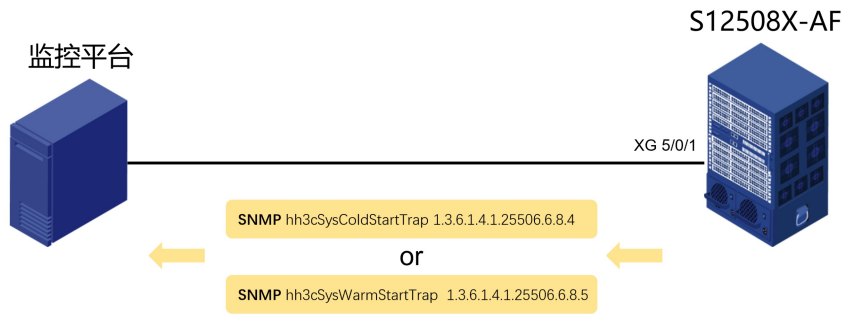 S12508X-AF
监控平台
XG 5/0/1
SNMP hh3cSysColdStartTrap 1.3.6.1.4.1.25506.6.8.4
or
SNMP hh3cSysWarmStartTrap 1.3.6.1.4.1.25506.6.8.5